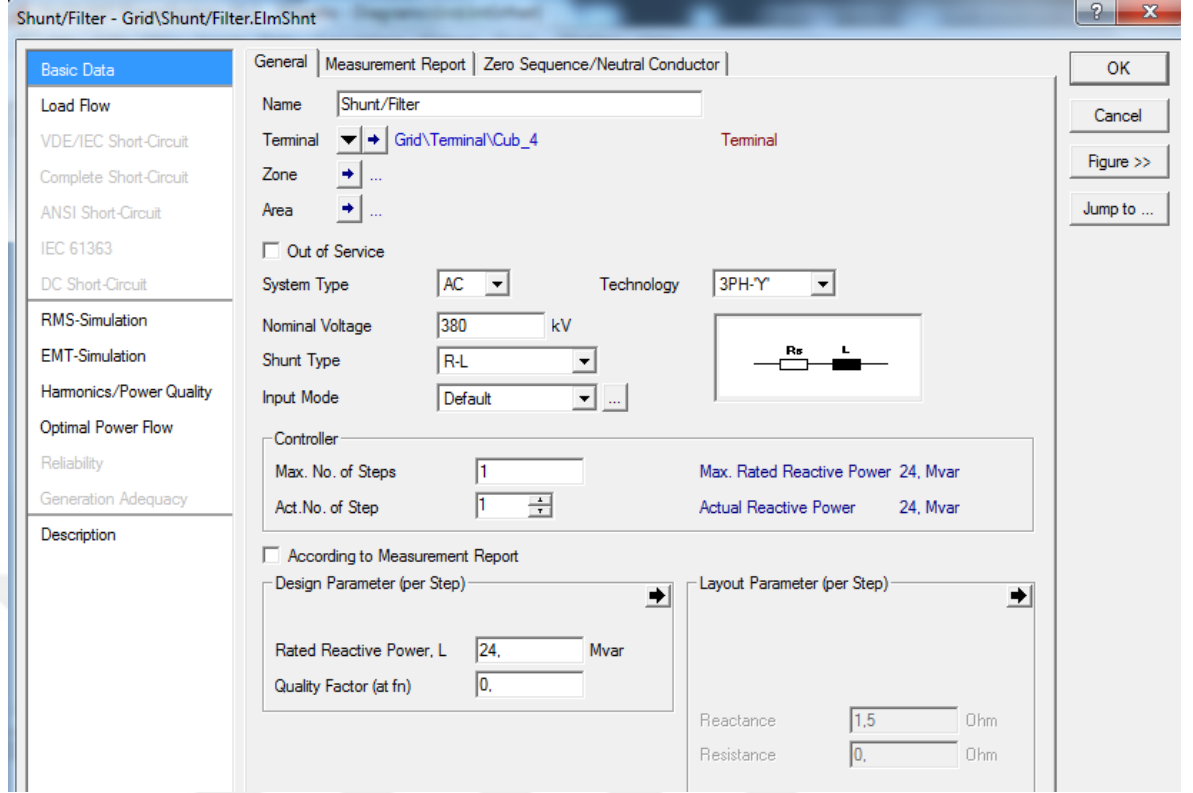 Shunt/Filter - Grid\Shunt/Filter.ElmShnt
? X
Basic Data
Load Flow
VDE/IEC Short-Circuit
Complete Short-Circuit
ANSI Short-Circuit
IEC 61363
DC Short-Circuit
RMS-Simulation
EMT-Simulation
Harmonics/Power Quality
Optimal Power Flow
Reliability
Generation Adequacy
Description
General Measurement Report Zero Sequence/Neutral Conductor
Name Shunt/Filter
Terminal Grid\Terminal\Cub_4 Terminal
Zone ...
Area ...
Out of Service
System Type AC Technology 3PH-'Y'
Nominal Voltage 380 kV
Shunt Type R-L
Input Mode Default ...
Rs L
Controller
Max. No. of Steps 1 Max. Rated Reactive Power 24, Mvar
Act.No. of Step 1 Actual Reactive Power 24, Mvar
According to Measurement Report
Design Parameter (per Step)
Rated Reactive Power, L 24, Mvar
Quality Factor (at fn) 0,
Layout Parameter (per Step)
Reactance 1,5 Ohm
Resistance 0, Ohm
OK
Cancel
Figure >>
Jump to ...